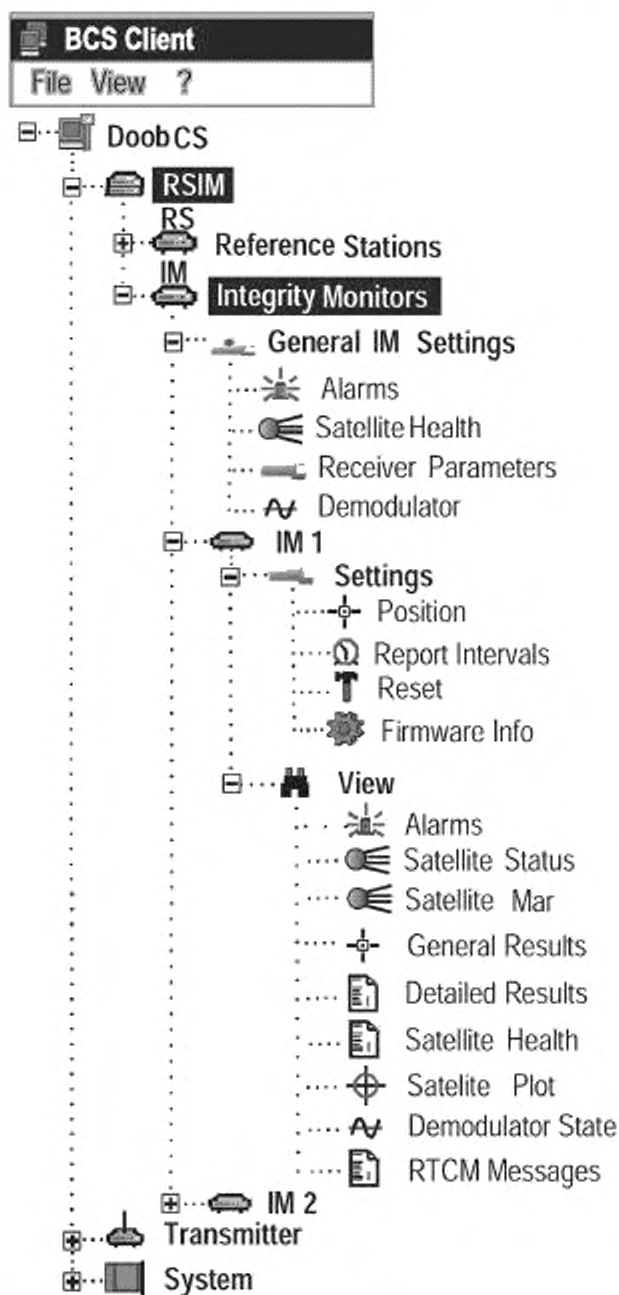 BCS Client
File View ?
DoobCS
RSIM
RS
Reference Stations
IM
Integrity Monitors
General IM Settings
Alarms
Satellite Health
Receiver Parameters
Demodulator
IM 1
Settings
Position
Report Intervals
Reset
Firmware Info
View
Alarms
Satellite Status
Satellite Mar
General Results
Detailed Results
Satellite Health
Satelite Plot
Demodulator State
RTCM Messages
IM 2
Transmitter
System